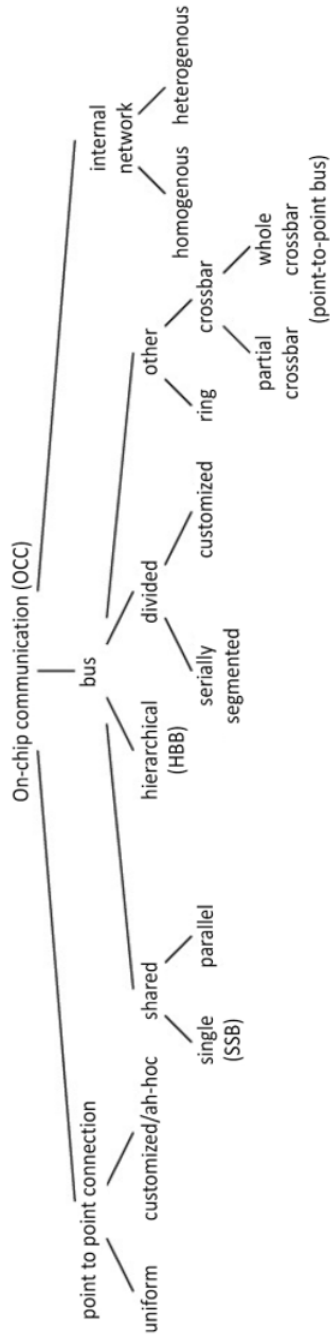 On-chip communication (OCC)
point to point connection
bus
internal
network
uniform
customized/ah-hoc
shared
hierarchical
(HBB)
divided
other
homogenous
heterogenous
single
(SSB)
parallel
serially
segmented
customized
ring
crossbar
partial
crossbar
whole
crossbar
(point-to-point bus)